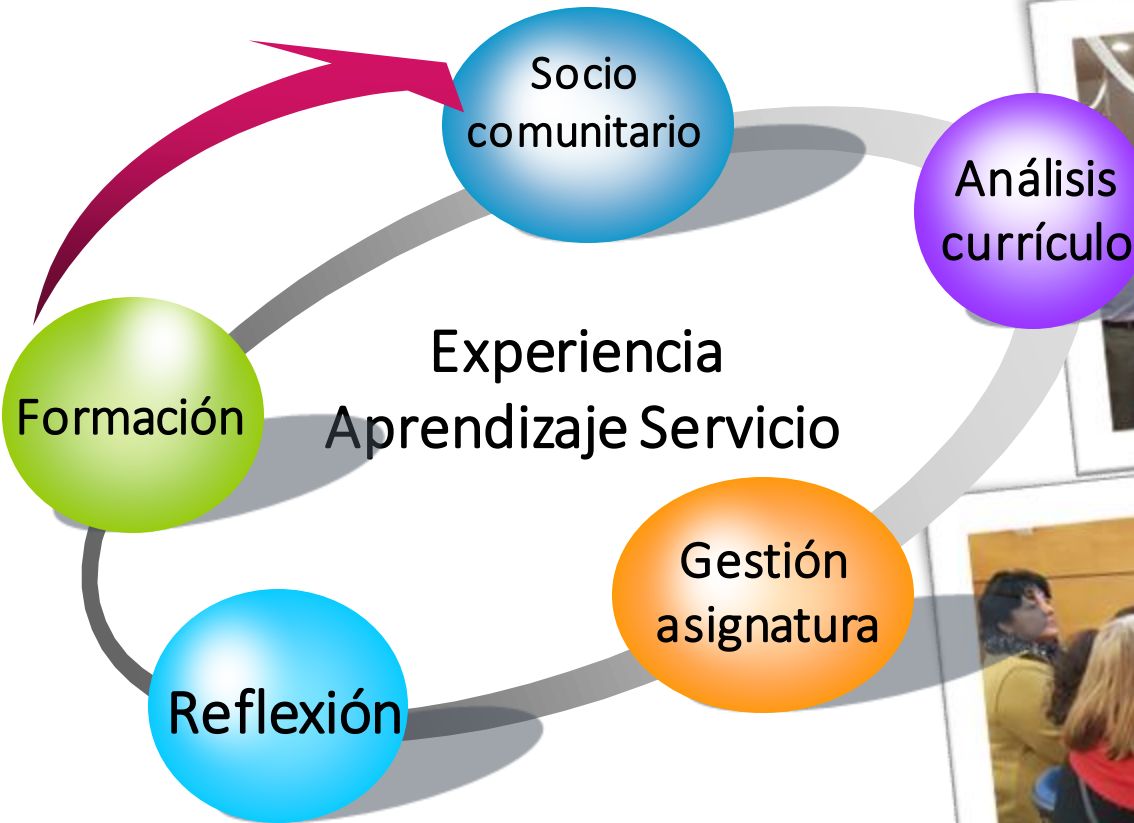 Socio
comunitario
Análisis
currículo
Experiencia
Aprendizaje Servicio
Formación
Gestión
asignatura
Reflexión